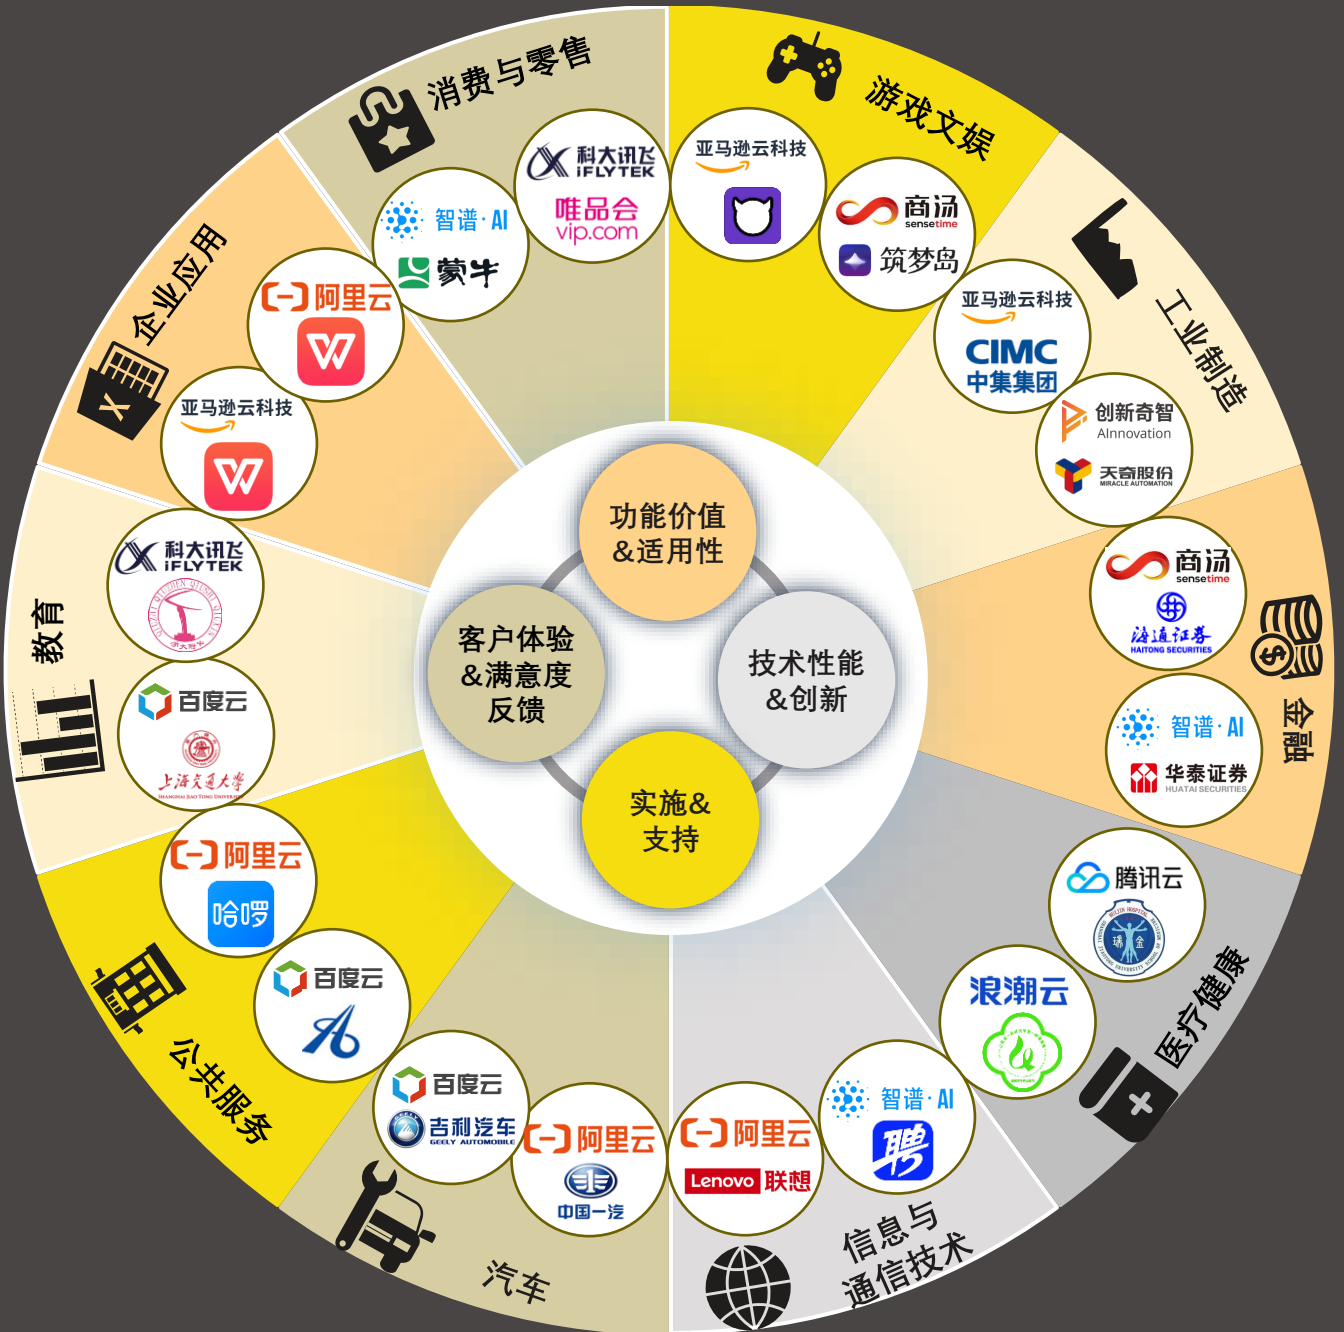 消费与零售
科大讯飞
iFLYTEK
唯品会
vip.com
智谱·AI
蒙牛
游戏文娱
亚马逊云科技
商汤
sensetime
筑梦岛
工业制造
亚马逊云科技
CIMC
中集集团
创新奇智
AInnovation
天奇股份
MIRACLE AUTOMATION
金融
商汤
sensetime
海通证券
HAITONG SECURITIES
智谱·AI
华泰证券
HUATAI SECURITIES
医疗健康
腾讯云
瑞金
浪潮云
信息与
通信技术
智谱·AI
聘
阿里云
Lenovo 联想
汽车
阿里云
中国一汽
百度云
吉利汽车
GEELY AUTOMOBILE
公共服务
百度云
阿里云
哈啰
教育
百度云
上海交通大学
SHANGHAI JIAO TONG UNIVERSITY
科大讯飞
iFLYTEK
企业应用
X
亚马逊云科技
W
阿里云
W
功能价值
&适用性
技术性能
&创新
实施&
支持
客户体验
&满意度
反馈